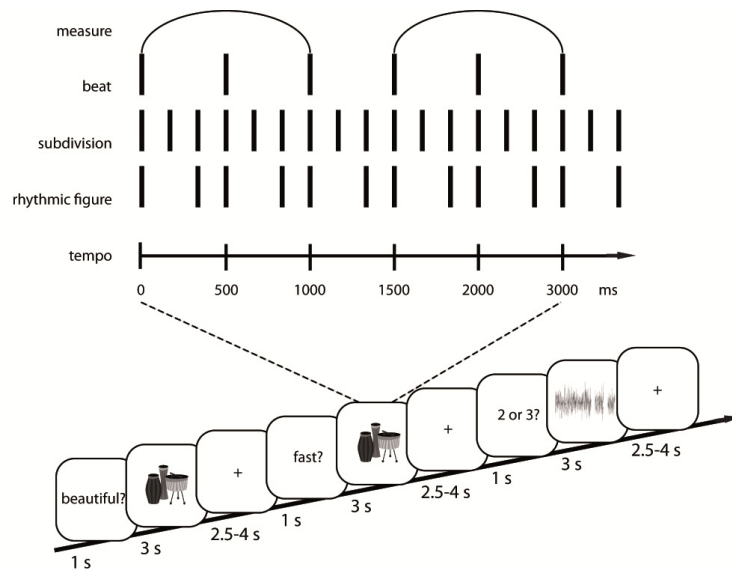 measure
beat
subdivision
rhythmic figure
tempo
0 500 1000 1500 2000 3000 ms
beautiful?
+
fast?
+
2 or 3?
+
1 s
3 s
2.5-4 s
1 s
3 s
2.5-4 s
1 s
3 s
2.5-4 s